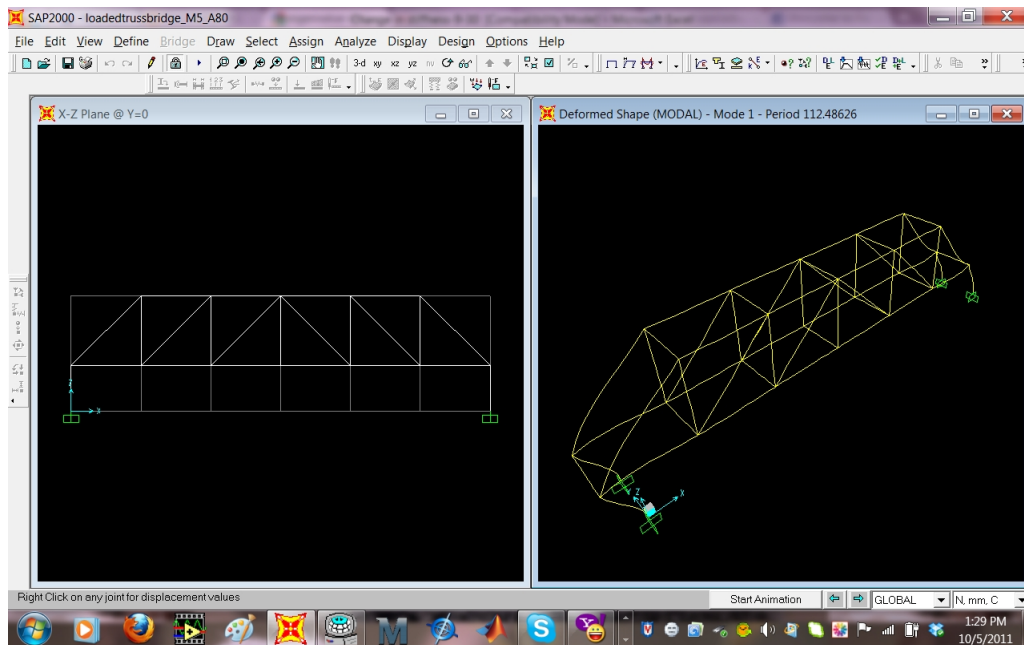 SAP2000 - loadedtrussbridge_M5_A80
File Edit View Define Bridge Draw Select Assign Analyze Display Design Options Help
3-d xy xz yz nv
X-Z Plane @ Y=0
Deformed Shape (MODAL) - Mode 1 - Period 112.48626
Z
X
Z
X
Right Click on any joint for displacement values
Start Animation
GLOBAL
N, mm, C
1:29 PM
10/5/2011